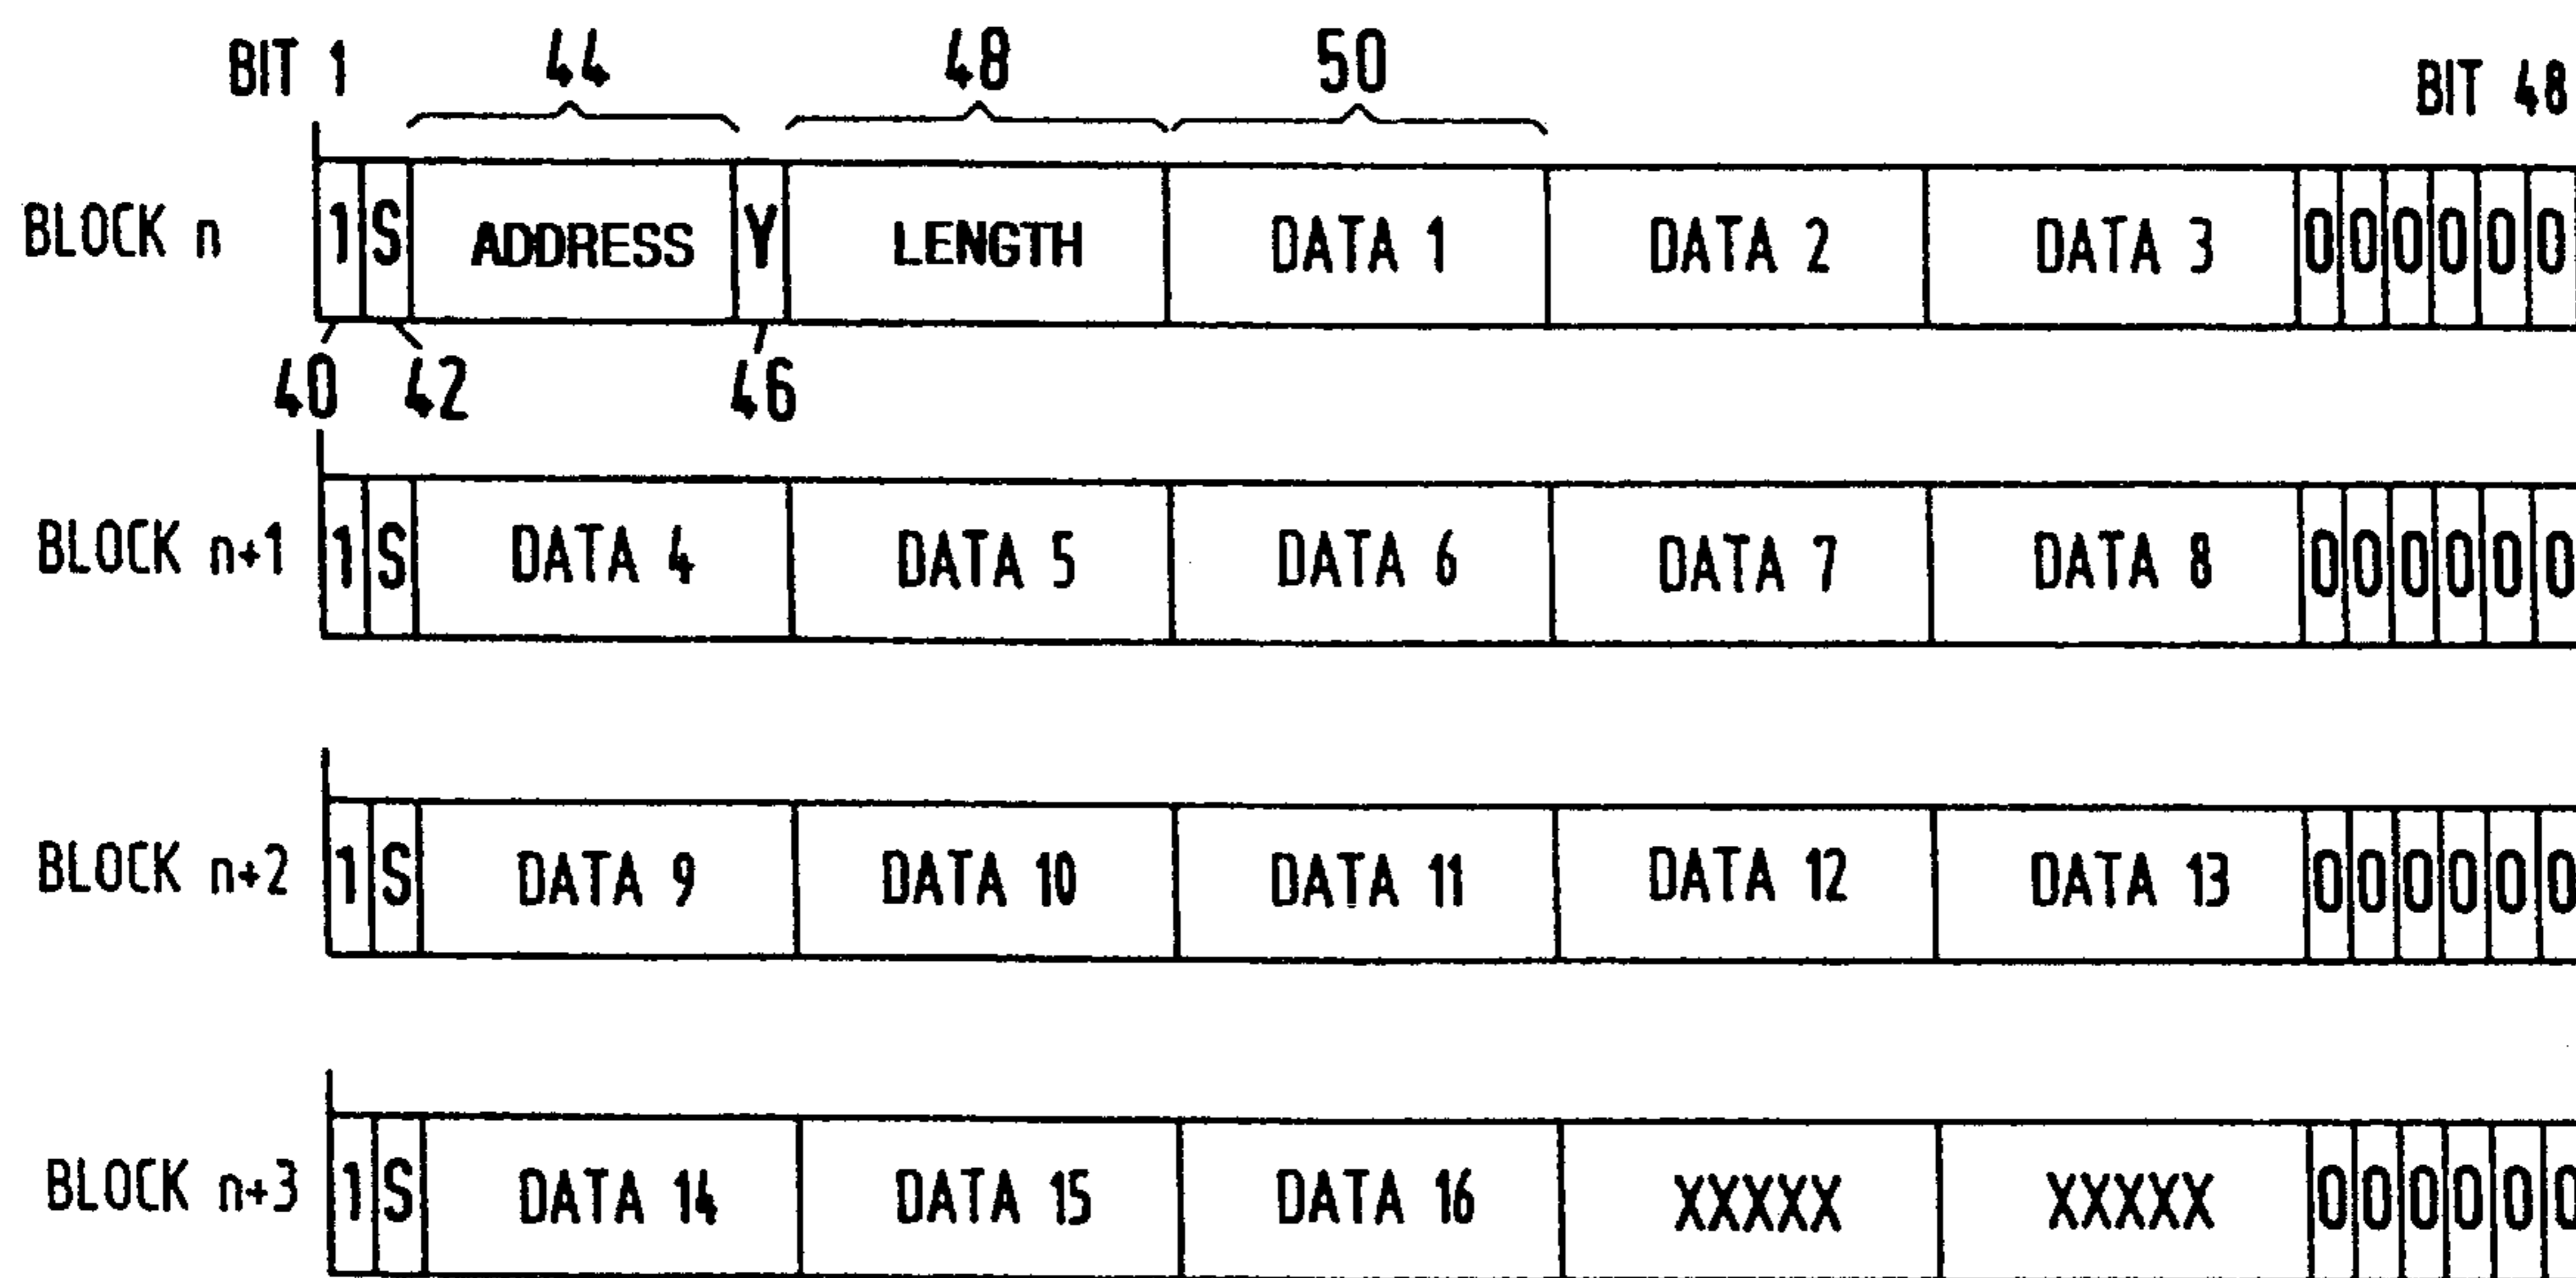 BIT 1 44 48 50 BIT 48
BLOCK n 1 S ADDRESS Y LENGTH DATA 1 DATA 2 DATA 3 0 0 0 0 0 0
40 42 46
BLOCK n+1 1 S DATA 4 DATA 5 DATA 6 DATA 7 DATA 8 0 0 0 0 0 0
BLOCK n+2 1 S DATA 9 DATA 10 DATA 11 DATA 12 DATA 13 0 0 0 0 0 0
BLOCK n+3 1 S DATA 14 DATA 15 DATA 16 XXXXX XXXXX 0 0 0 0 0 0